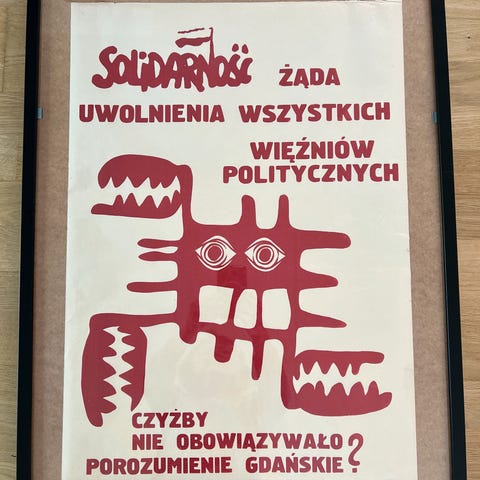 SOLiDARNOŚĆ ŻĄDA
UWOLNIENIA WSZYSTKICH
WIĘŹNIÓW
POLITYCZNYCH
CZYŻBY
NIE OBOWIĄZYWAŁO
POROZUMIENIE GDAŃSKIE?